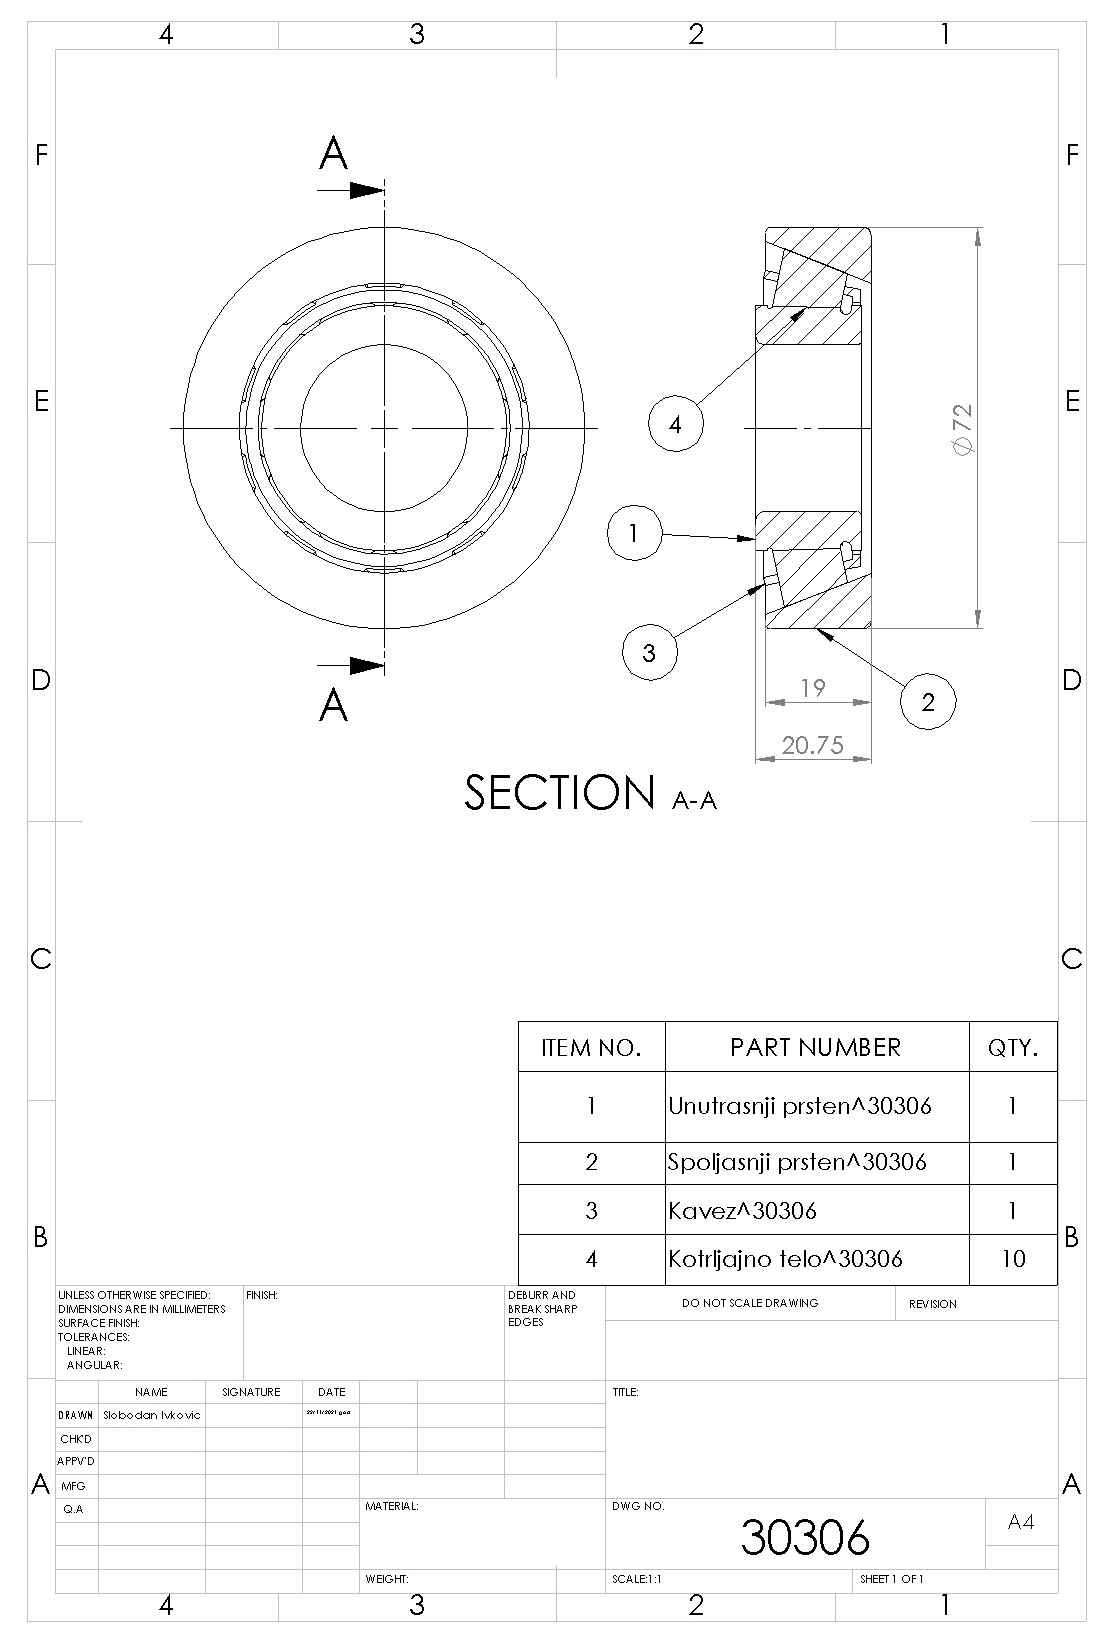 4 3 2 1
F F
A
E E
4
⌀72
1
3
D D
19
2
A
20.75
SECTION A-A
C C
ITEM NO. PART NUMBER QTY.
1 Unutrasnji prsten^30306 1
2 Spoljasnji prsten^30306 1
3 Kavez^30306 1
B B
4 Kotrljajno telo^30306 10
UNLESS OTHERWISE SPECIFIED:
DIMENSIONS ARE IN MILLIMETERS
SURFACE FINISH:
TOLERANCES:
LINEAR:
ANGULAR:
FINISH:
DEBURR AND
BREAK SHARP
EDGES
DO NOT SCALE DRAWING
REVISION
NAME SIGNATURE DATE
TITLE:
DRAWN Slobodan Ivkovic
CHK'D
APPV'D
MFG
A A
Q.A
MATERIAL:
DWG NO.
30306
A4
WEIGHT:
SCALE:1:1
SHEET 1 OF 1
4 3 2 1